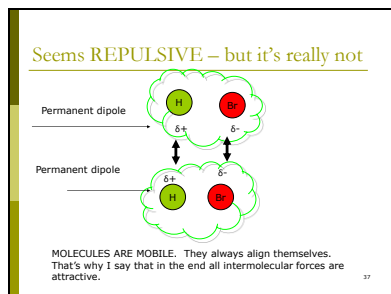 Seems REPULSIVE – but it's really not
H Br
Permanent dipole
δ+ δ-
Permanent dipole
δ+ δ-
H Br
MOLECULES ARE MOBILE. They always align themselves.
That's why I say that in the end all intermolecular forces are
attractive.
37